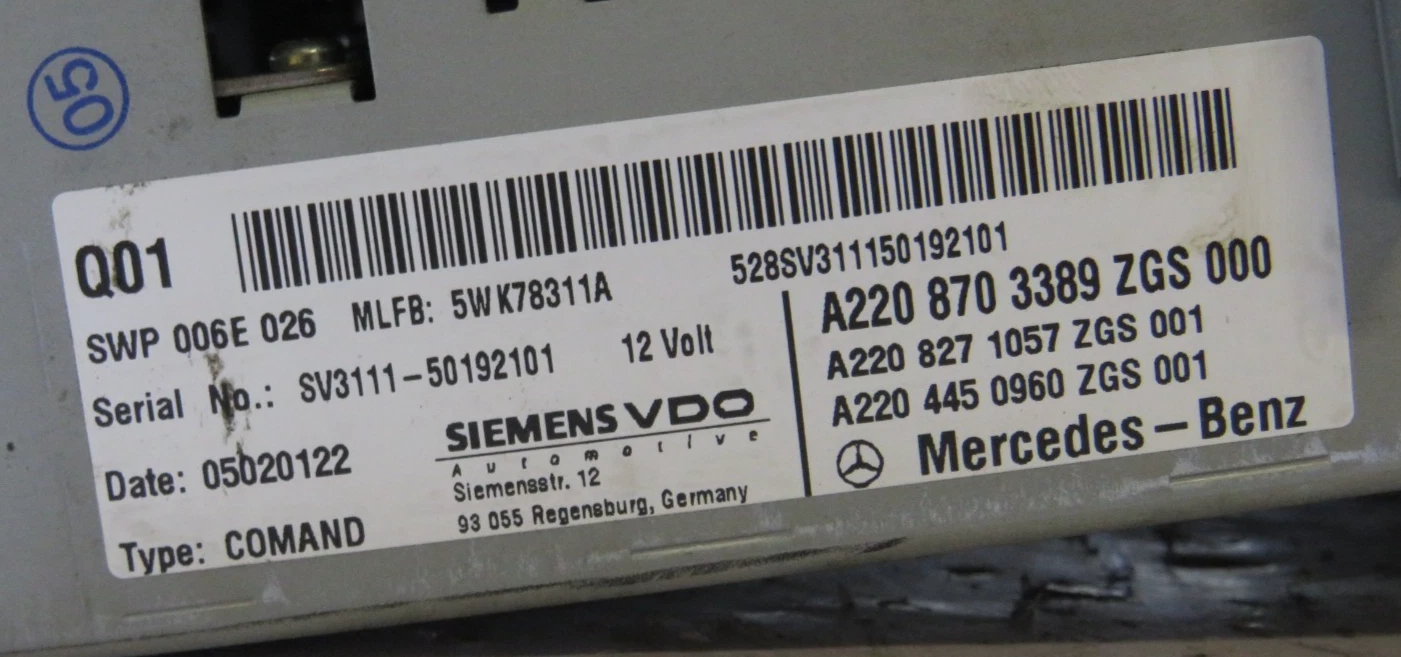 50
Q01
528SV311150192101
SWP 006E 026 MLFB: 5WK78311A
Serial No.: SV3111-50192101 12 Volt
Date: 05020122
Type: COMAND
SIEMENS VDO
Automotive
Siemensstr. 12
93 055 Regensburg, Germany
A220 870 3389 ZGS 000
A220 827 1057 ZGS 001
A220 445 0960 ZGS 001
Mercedes-Benz